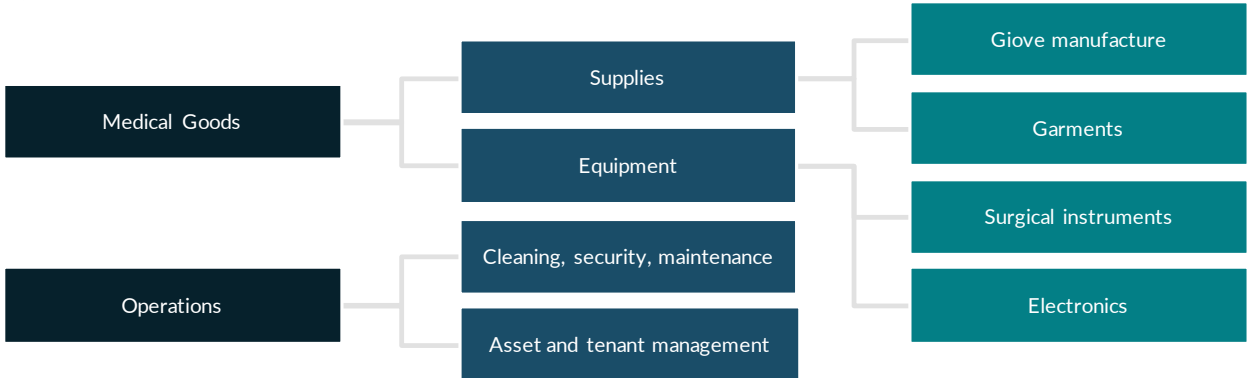 Medical Goods
Operations
Supplies
Equipment
Cleaning, security, maintenance
Asset and tenant management
Giove manufacture
Garments
Surgical instruments
Electronics